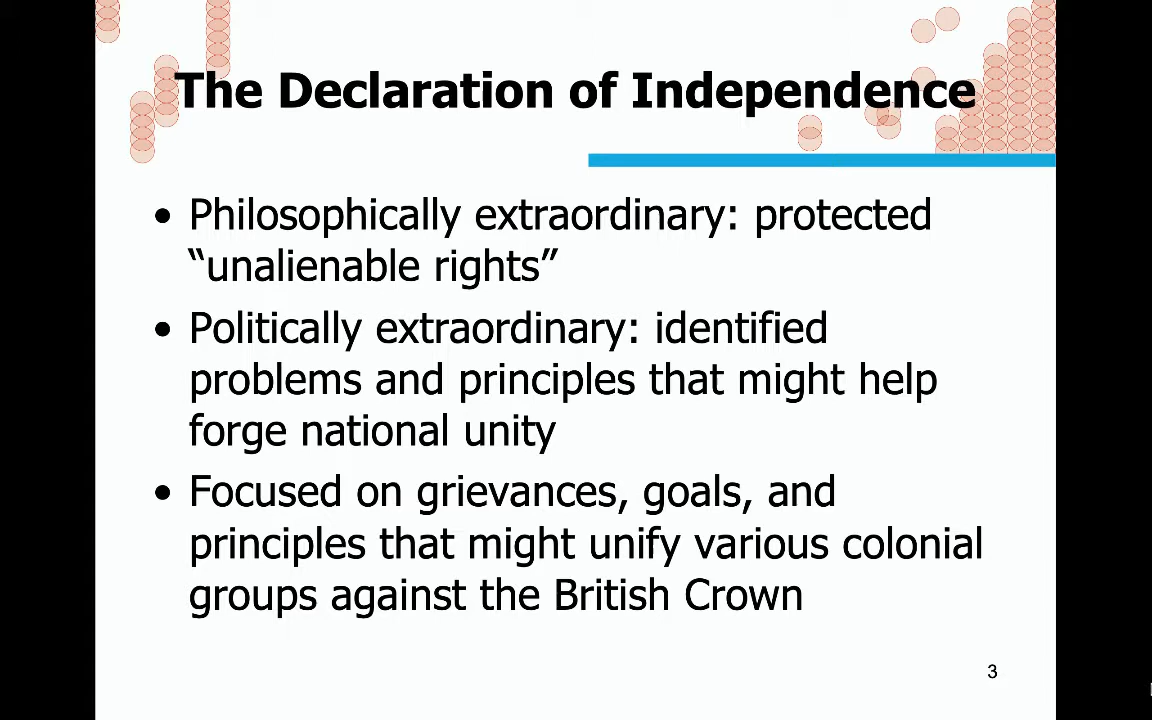 The Declaration of Independence
• Philosophically extraordinary: protected
“unalienable rights”
• Politically extraordinary: identified
problems and principles that might help
forge national unity
• Focused on grievances, goals, and
principles that might unify various colonial
groups against the British Crown
3